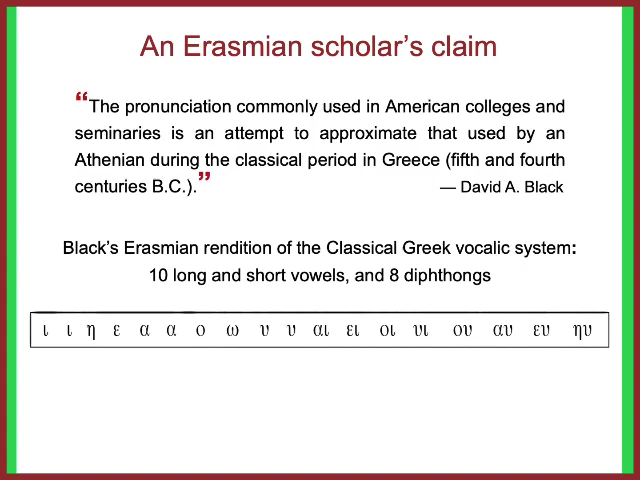 An Erasmian scholar’s claim
“The pronunciation commonly used in American colleges and
seminaries is an attempt to approximate that used by an
Athenian during the classical period in Greece (fifth and fourth
centuries B.C.).” — David A. Black
Black’s Erasmian rendition of the Classical Greek vocalic system:
10 long and short vowels, and 8 diphthongs
ι ι η ε α α ο ω υ υ αι ει οι υι ου αυ ευ ηυ